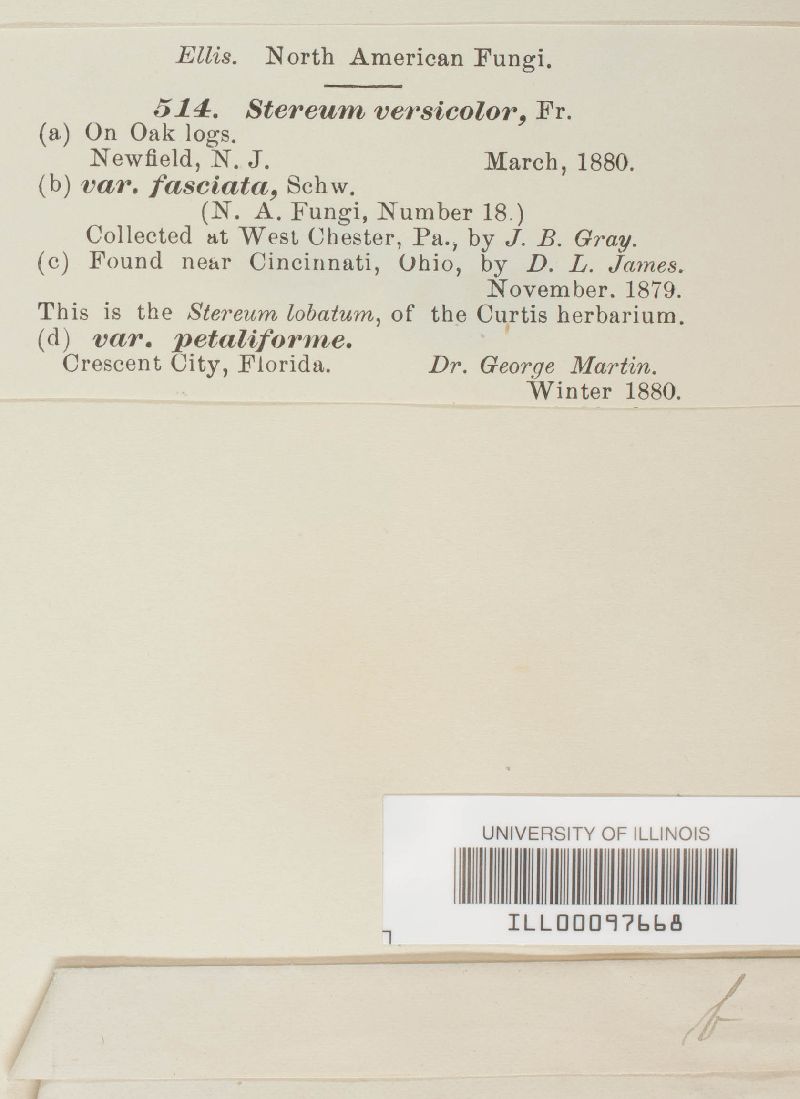 Ellis. North American Fungi.
514. Stereum versicolor, Fr.
(a) On Oak logs.
Newfield, N. J. March, 1880.
(b) var. fasciata, Schw.
(N. A. Fungi, Number 18.)
Collected at West Chester, Pa., by J. B. Gray.
(c) Found near Cincinnati, Ohio, by D. L. James.
November. 1879.
This is the Stereum lobatum, of the Curtis herbarium.
(d) var. petaliforme.
Crescent City, Florida. Dr. George Martin.
Winter 1880.
UNIVERSITY OF ILLINOIS
ILL00097668
b